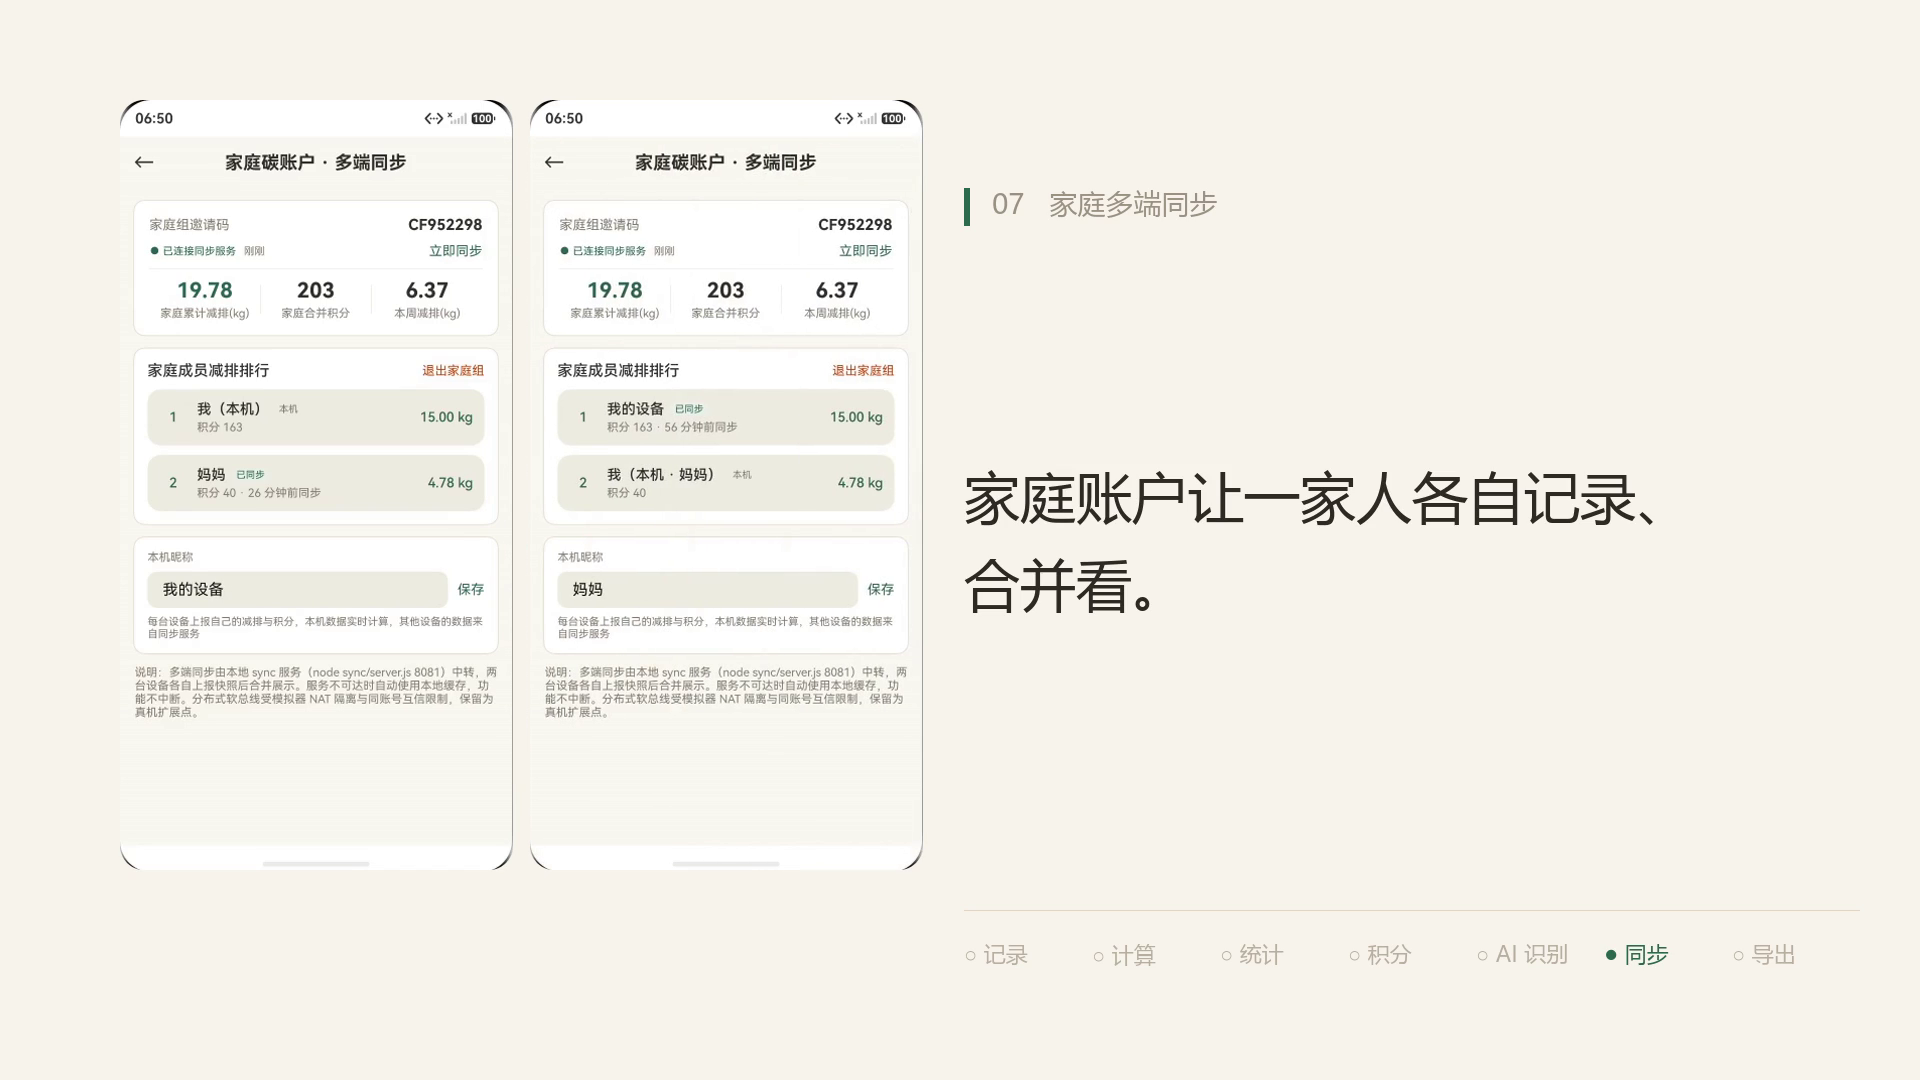 06:50
100
家庭碳账户 · 多端同步
家庭组邀请码 CF952298
已连接同步服务 刚刚 立即同步
19.78 203 6.37
家庭累计减排(kg) 家庭合并积分 本周减排(kg)
家庭成员减排排行 退出家庭组
1 我（本机） 本机 15.00 kg
积分 163
2 妈妈 已同步 4.78 kg
积分 40 · 26 分钟前同步
本机昵称
我的设备 保存
每台设备上报自己的减排与积分，本机数据实时计算，其他设备的数据来
自同步服务
说明：多端同步由本地 sync 服务（node sync/server.js 8081）中转，两
台设备各自上报快照后合并展示。服务不可达时自动使用本地缓存，功
能不中断。分布式软总线受模拟器 NAT 隔离与同账号互信限制，保留为
真机扩展点。
06:50
100
家庭碳账户 · 多端同步
家庭组邀请码 CF952298
已连接同步服务 刚刚 立即同步
19.78 203 6.37
家庭累计减排(kg) 家庭合并积分 本周减排(kg)
家庭成员减排排行 退出家庭组
1 我的设备 已同步 15.00 kg
积分 163 · 56 分钟前同步
2 我（本机 · 妈妈） 本机 4.78 kg
积分 40
本机昵称
妈妈 保存
每台设备上报自己的减排与积分，本机数据实时计算，其他设备的数据来
自同步服务
说明：多端同步由本地 sync 服务（node sync/server.js 8081）中转，两
台设备各自上报快照后合并展示。服务不可达时自动使用本地缓存，功
能不中断。分布式软总线受模拟器 NAT 隔离与同账号互信限制，保留为
真机扩展点。
07 家庭多端同步
家庭账户让一家人各自记录、
合并看。
记录 计算 统计 积分 AI 识别 同步 导出